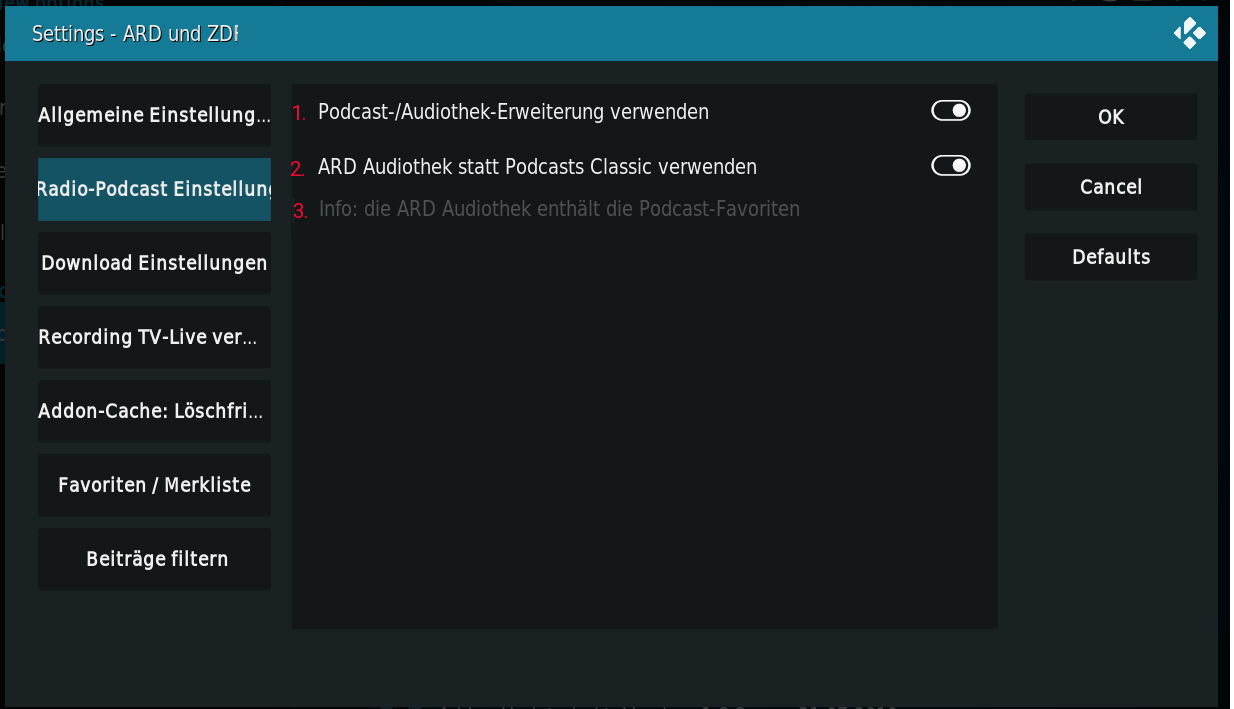 Settings - ARD und ZDF
Allgemeine Einstellung...
Radio-Podcast Einstellung
Download Einstellungen
Recording TV-Live ver...
Addon-Cache: Löschfri...
Favoriten / Merkliste
Beiträge filtern
1. Podcast-/Audiothek-Erweiterung verwenden
2. ARD Audiothek statt Podcasts Classic verwenden
3. Info: die ARD Audiothek enthält die Podcast-Favoriten
OK
Cancel
Defaults